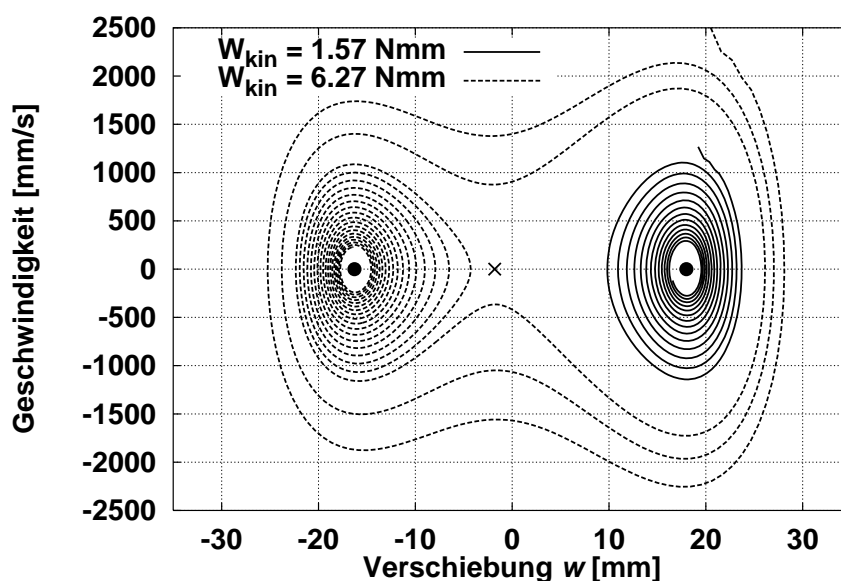 W_kin = 1.57 Nmm
W_kin = 6.27 Nmm
Geschwindigkeit [mm/s]
2500
2000
1500
1000
500
0
-500
-1000
-1500
-2000
-2500
-30 -20 -10 0 10 20 30
Verschiebung w [mm]